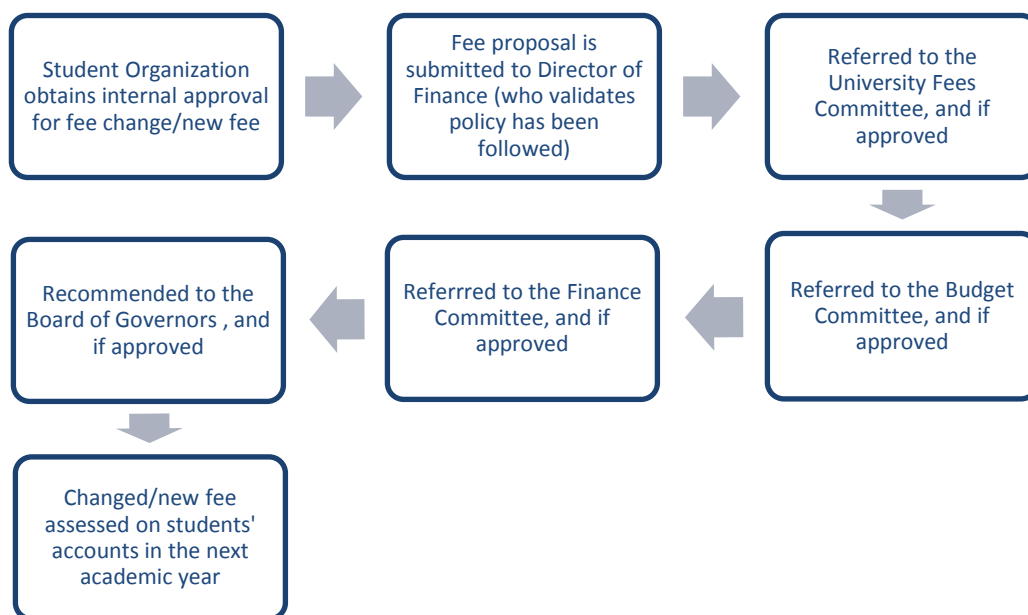 Student Organization
obtains internal approval
for fee change/new fee
Fee proposal is
submitted to Director of
Finance (who validates
policy has been
followed)
Referred to the
University Fees
Committee, and if
approved
Referred to the Budget
Committee, and if
approved
Referrred to the Finance
Committee, and if
approved
Recommended to the
Board of Governors , and
if approved
Changed/new fee
assessed on students'
accounts in the next
academic year